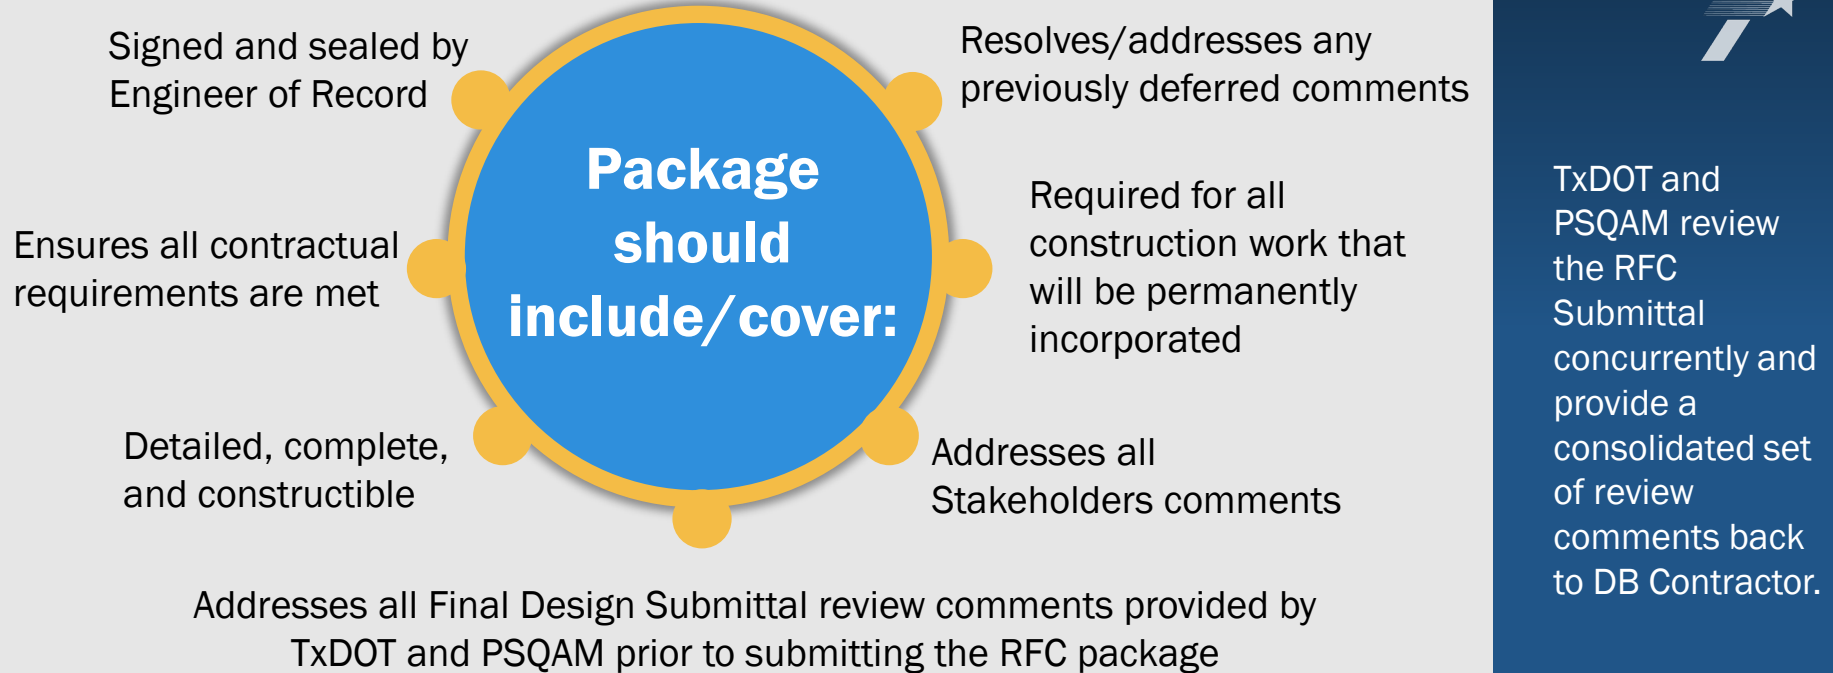 Signed and sealed by
Engineer of Record
Ensures all contractual
requirements are met
Detailed, complete,
and constructible
Package
should
include/cover:
Resolves/addresses any
previously deferred comments
Required for all
construction work that
will be permanently
incorporated
Addresses all
Stakeholders comments
Addresses all Final Design Submittal review comments provided by
TxDOT and PSQAM prior to submitting the RFC package
TxDOT and
PSQAM review
the RFC
Submittal
concurrently and
provide a
consolidated set
of review
comments back
to DB Contractor.